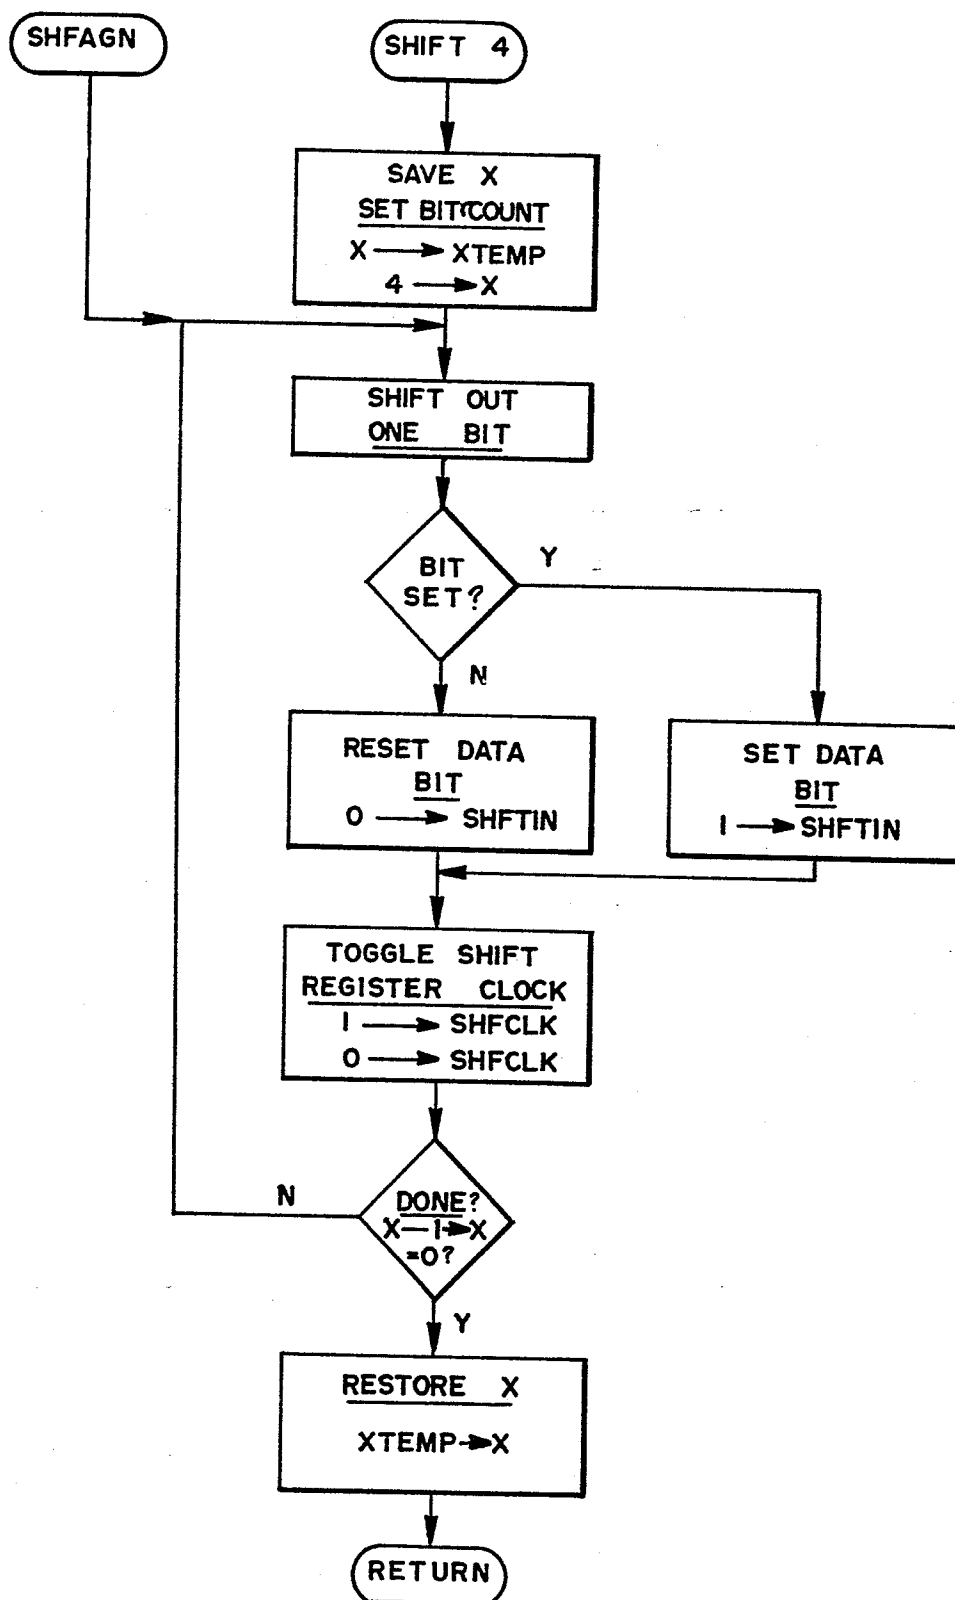 SHFAGN
SHIFT 4
SAVE X
SET BIT COUNT
X → XTEMP
4 → X
SHIFT OUT
ONE BIT
BIT
SET?
Y
N
RESET DATA
BIT
0 → SHFTIN
SET DATA
BIT
1 → SHFTIN
TOGGLE SHIFT
REGISTER CLOCK
1 → SHFCLK
0 → SHFCLK
N
DONE?
X—1→X
=0?
Y
RESTORE X
XTEMP→X
RETURN